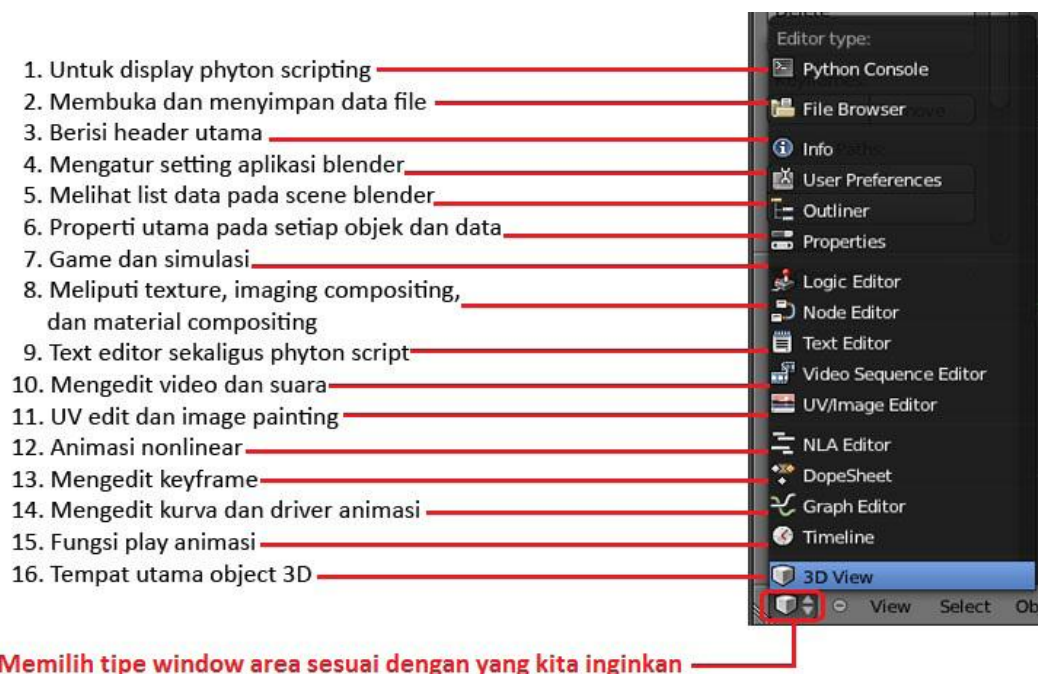 1. Untuk display phyton scripting
2. Membuka dan menyimpan data file
3. Berisi header utama
4. Mengatur setting aplikasi blender
5. Melihat list data pada scene blender
6. Properti utama pada setiap objek dan data
7. Game dan simulasi
8. Meliputi texture, imaging compositing,
dan material compositing
9. Text editor sekaligus phyton script
10. Mengedit video dan suara
11. UV edit dan image painting
12. Animasi nonlinear
13. Mengedit keyframe
14. Mengedit kurva dan driver animasi
15. Fungsi play animasi
16. Tempat utama object 3D
Editor type:
Python Console
File Browser
Info
User Preferences
Outliner
Properties
Logic Editor
Node Editor
Text Editor
Video Sequence Editor
UV/Image Editor
NLA Editor
DopeSheet
Graph Editor
Timeline
3D View
View Select Ob
Memilih tipe window area sesuai dengan yang kita inginkan